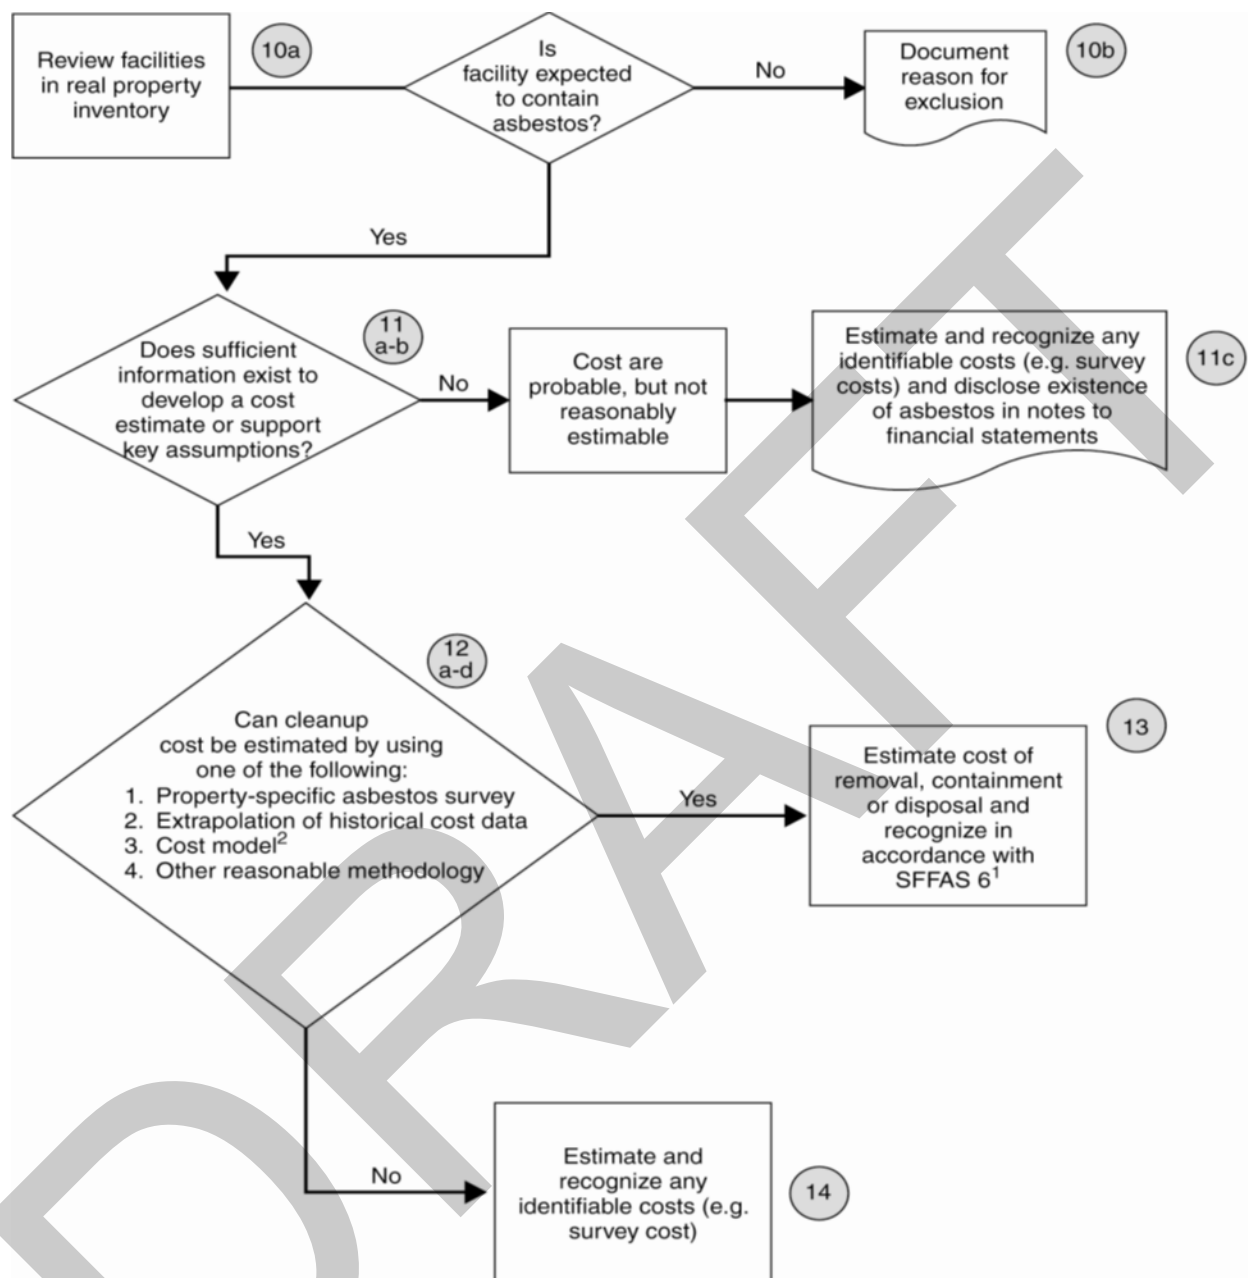 Review facilities
in real property
inventory
10a
Is
facility expected
to contain
asbestos?
No
Document
reason for
exclusion
10b
Yes
Does sufficient
information exist to
develop a cost
estimate or support
key assumptions?
11
a-b
No
Cost are
probable, but not
reasonably
estimable
Estimate and recognize any
identifiable costs (e.g. survey
costs) and disclose existence
of asbestos in notes to
financial statements
11c
Yes
12
a-d
Can cleanup
cost be estimated by using
one of the following:
1. Property-specific asbestos survey
2. Extrapolation of historical cost data
3. Cost model2
4. Other reasonable methodology
Yes
Estimate cost of
removal, containment
or disposal and
recognize in
accordance with
SFFAS 61
13
No
Estimate and
recognize any
identifiable costs (e.g.
survey cost)
14
DRAFT